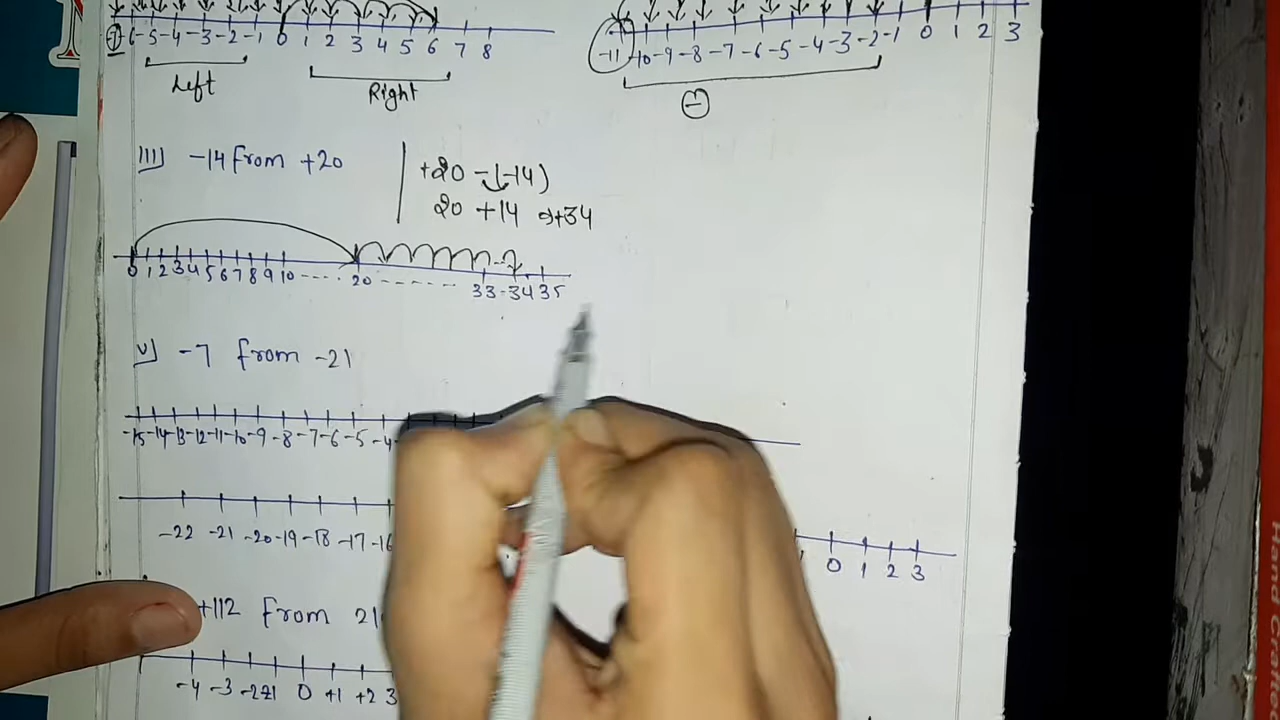 -6 -5 -4 -3 -2 -1 0 1 2 3 4 5 6 7 8
Left Right
-11 -10 -9 -8 -7 -6 -5 -4 -3 -2 -1 0 1 2 3
-
III) -14 from +20
+20 -(-14)
20 +14 ⇒ +34
0 1 2 3 4 5 6 7 8 9 10 ---- 20 ------ 33 -34 35
V) -7 from -21
-15 -14 -13 -12 -11 -10 -9 -8 -7 -6 -5 -4
-22 -21 -20 -19 -18 -17 -16
0 1 2 3
+112 from 21
-4 -3 -2 -1 0 +1 +2 3